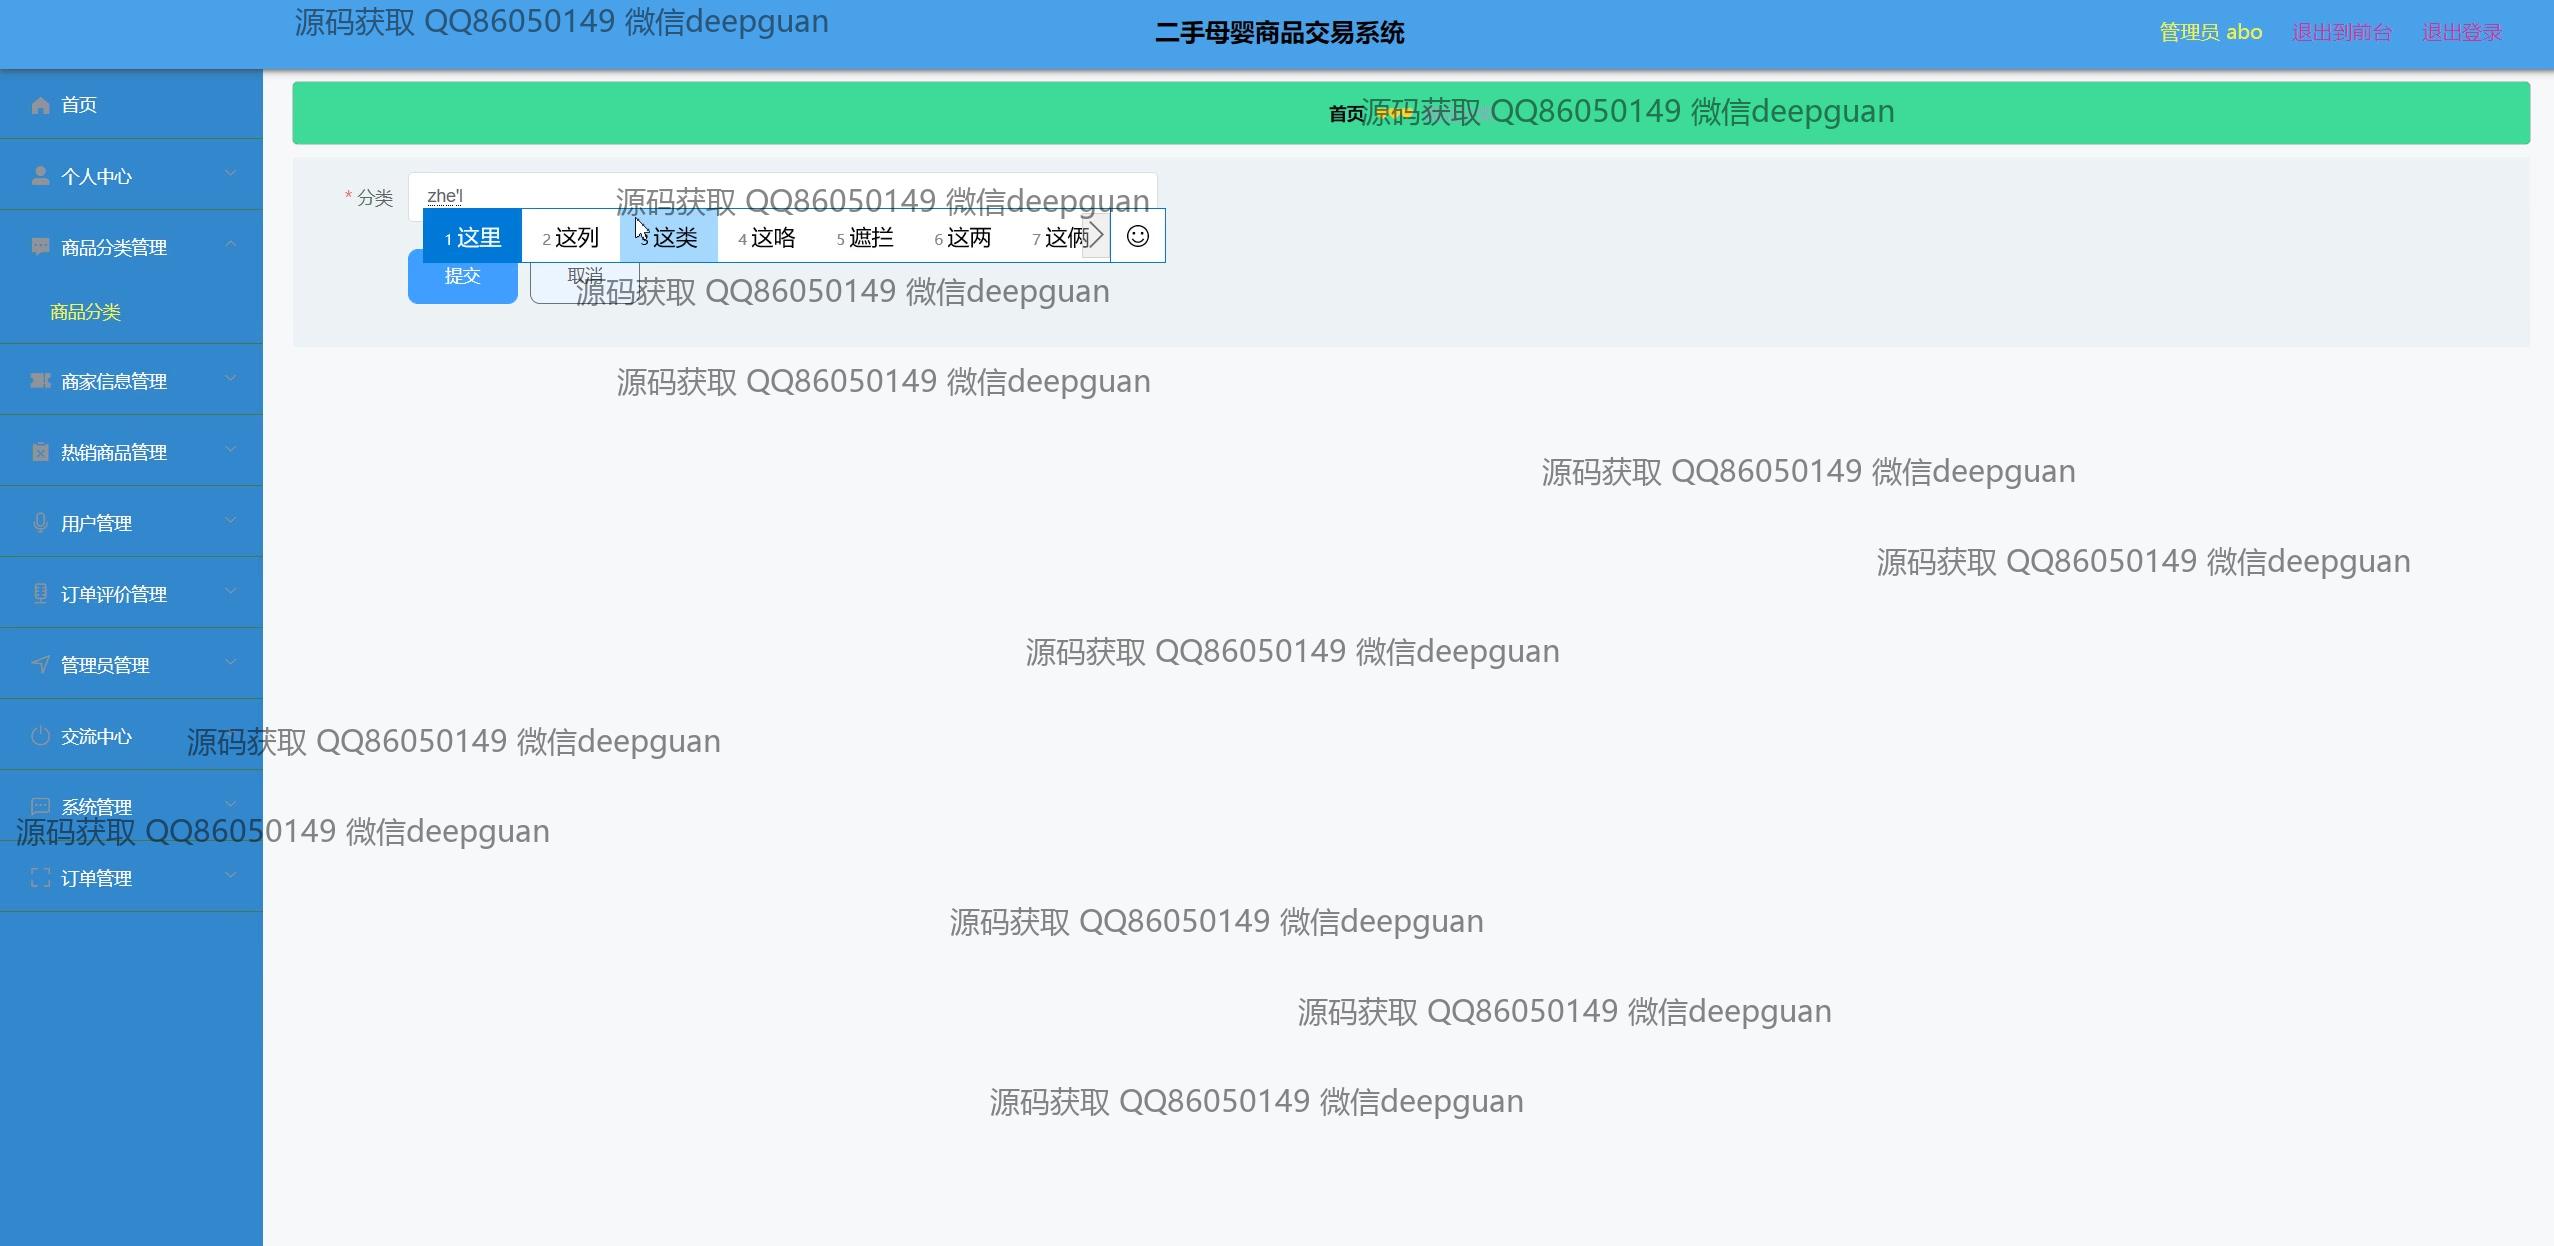 源码获取 QQ86050149 微信deepguan
二手母婴商品交易系统
管理员 abo 退出到前台 退出登录
首页
源码获取 QQ86050149 微信deepguan
首页
个人中心
* 分类 zhe'l
源码获取 QQ86050149 微信deepguan
1 这里 2 这列 3 这类 4 这咯 5 遮拦 6 这两 7 这俩
商品分类管理
提交 取消
源码获取 QQ86050149 微信deepguan
商品分类
商家信息管理
源码获取 QQ86050149 微信deepguan
热销商品管理
源码获取 QQ86050149 微信deepguan
用户管理
源码获取 QQ86050149 微信deepguan
订单评价管理
源码获取 QQ86050149 微信deepguan
管理员管理
交流中心
源码获取 QQ86050149 微信deepguan
系统管理
源码获取 QQ86050149 微信deepguan
订单管理
源码获取 QQ86050149 微信deepguan
源码获取 QQ86050149 微信deepguan
源码获取 QQ86050149 微信deepguan